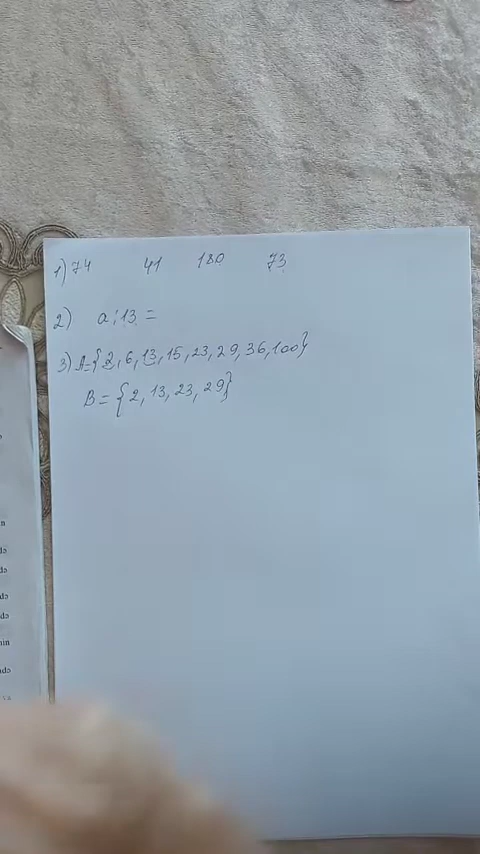 1) 74 41 180 73
2) a:13 =
3) A={2, 6, 13, 15, 23, 29, 36, 100}
B = {2, 13, 23, 29}